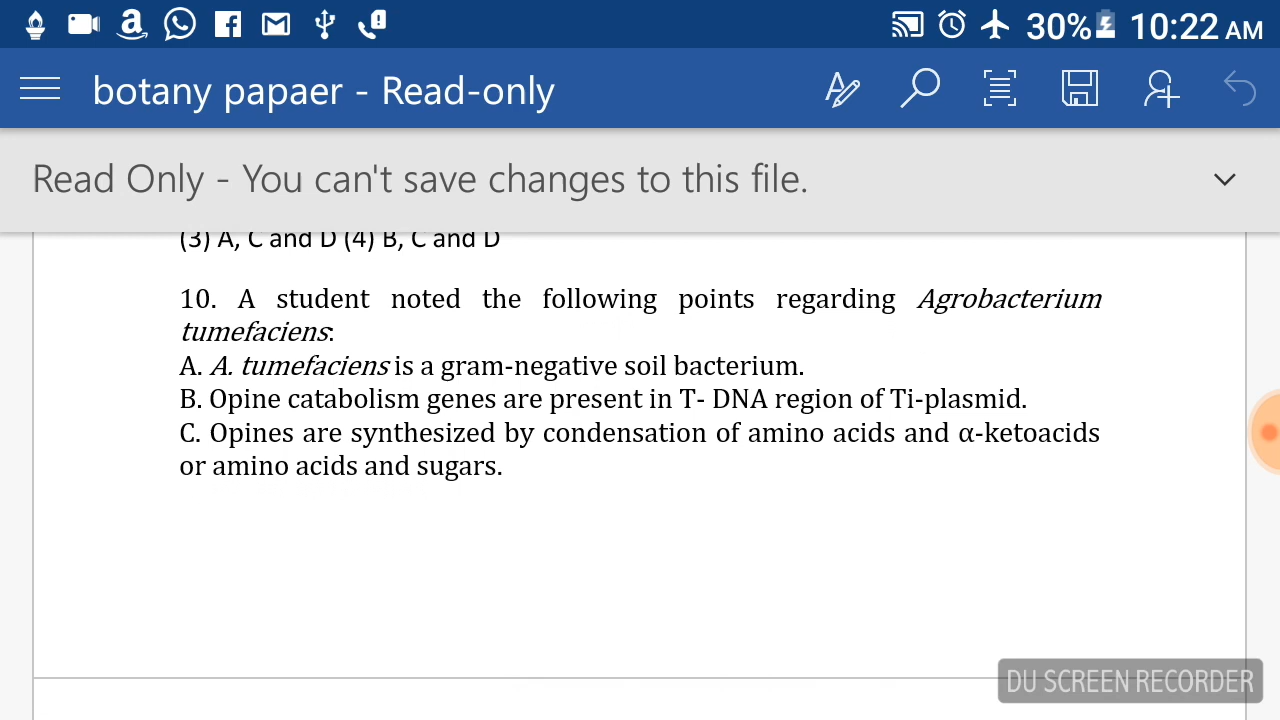 30% 10:22 AM
botany papaer - Read-only
Read Only - You can't save changes to this file.
(3) A, C and D (4) B, C and D
10. A student noted the following points regarding Agrobacterium
tumefaciens:
A. A. tumefaciens is a gram-negative soil bacterium.
B. Opine catabolism genes are present in T- DNA region of Ti-plasmid.
C. Opines are synthesized by condensation of amino acids and α-ketoacids
or amino acids and sugars.
DU SCREEN RECORDER